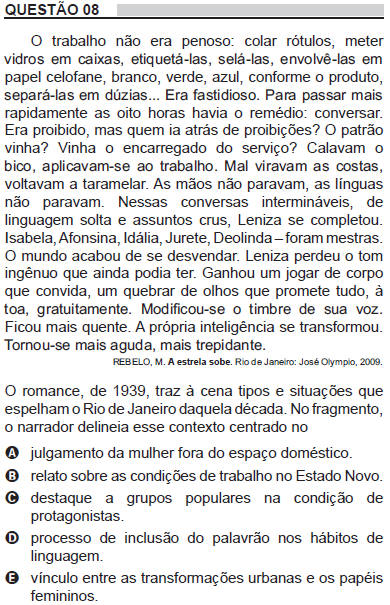 QUESTÃO 08
O trabalho não era penoso: colar rótulos, meter
vidros em caixas, etiquetá-las, selá-las, envolvê-las em
papel celofane, branco, verde, azul, conforme o produto,
separá-las em dúzias... Era fastidioso. Para passar mais
rapidamente as oito horas havia o remédio: conversar.
Era proibido, mas quem ia atrás de proibições? O patrão
vinha? Vinha o encarregado do serviço? Calavam o
bico, aplicavam-se ao trabalho. Mal viravam as costas,
voltavam a taramelar. As mãos não paravam, as línguas
não paravam. Nessas conversas intermináveis, de
linguagem solta e assuntos crus, Leniza se completou.
Isabela, Afonsina, Idália, Jurete, Deolinda – foram mestras.
O mundo acabou de se desvendar. Leniza perdeu o tom
ingênuo que ainda podia ter. Ganhou um jogar de corpo
que convida, um quebrar de olhos que promete tudo, à
toa, gratuitamente. Modificou-se o timbre de sua voz.
Ficou mais quente. A própria inteligência se transformou.
Tornou-se mais aguda, mais trepidante.
REBELO, M. A estrela sobe. Rio de Janeiro: José Olympio, 2009.
O romance, de 1939, traz à cena tipos e situações que
espelham o Rio de Janeiro daquela década. No fragmento,
o narrador delineia esse contexto centrado no
A julgamento da mulher fora do espaço doméstico.
B relato sobre as condições de trabalho no Estado Novo.
C destaque a grupos populares na condição de
protagonistas.
D processo de inclusão do palavrão nos hábitos de
linguagem.
E vínculo entre as transformações urbanas e os papéis
femininos.